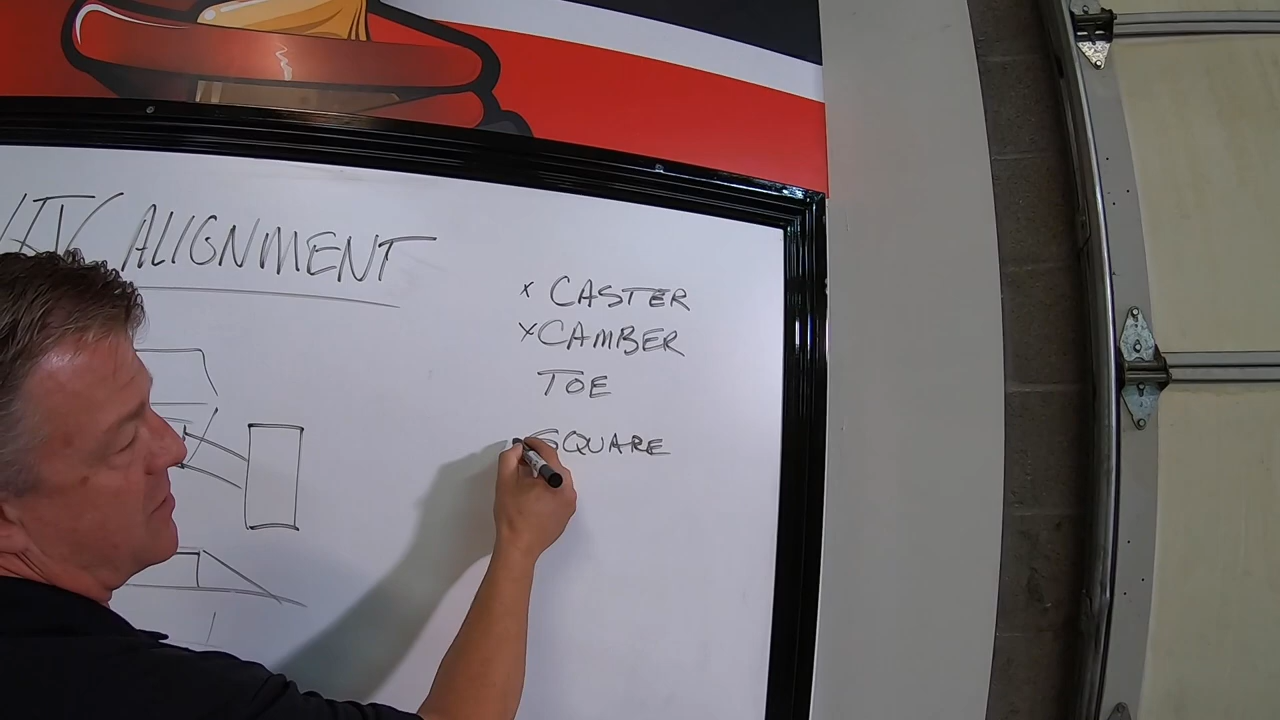 ALIGNMENT
x CASTER
x CAMBER
TOE
SQUARE